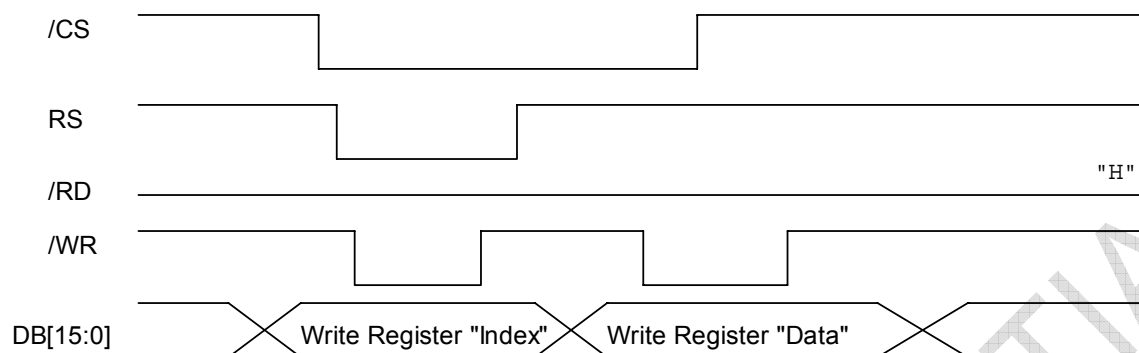 /CS
RS
"H"
/RD
/WR
DB[15:0] Write Register "Index" Write Register "Data"